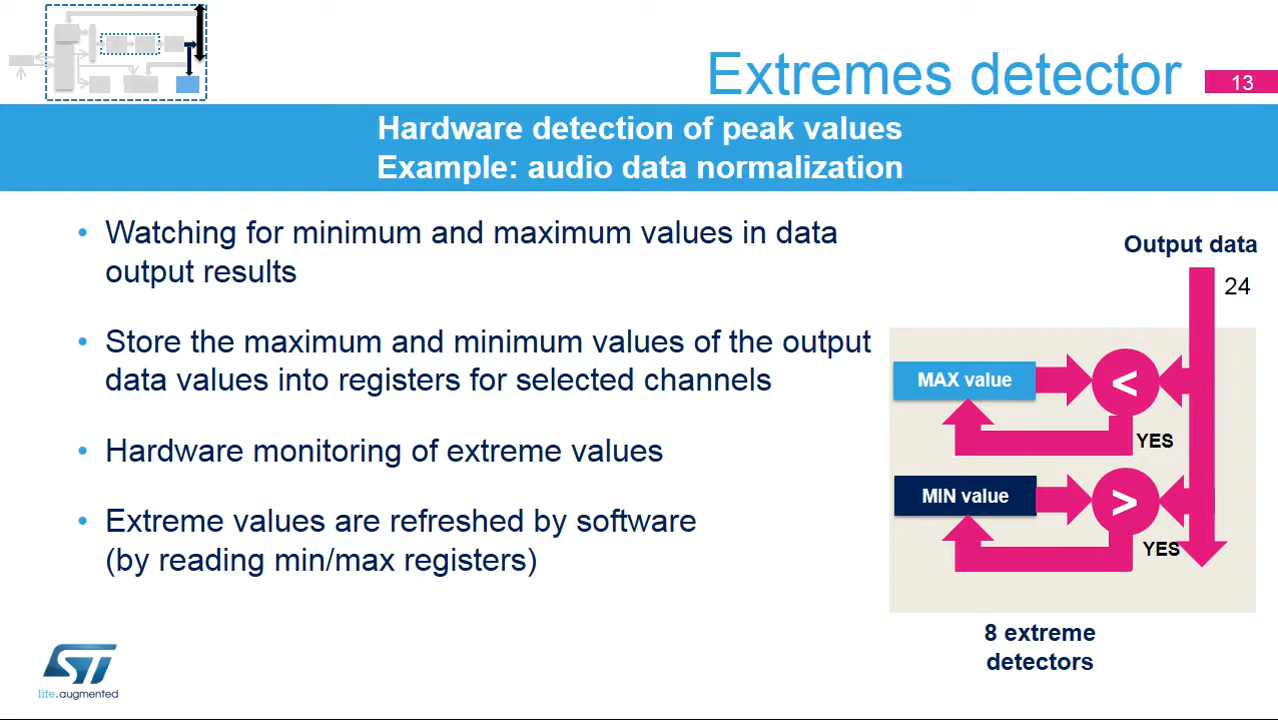 Extremes detector
13
Hardware detection of peak values
Example: audio data normalization
• Watching for minimum and maximum values in data
output results
• Store the maximum and minimum values of the output
data values into registers for selected channels
• Hardware monitoring of extreme values
• Extreme values are refreshed by software
(by reading min/max registers)
Output data
24
MAX value
<
YES
MIN value
>
YES
8 extreme
detectors
ST
life.augmented